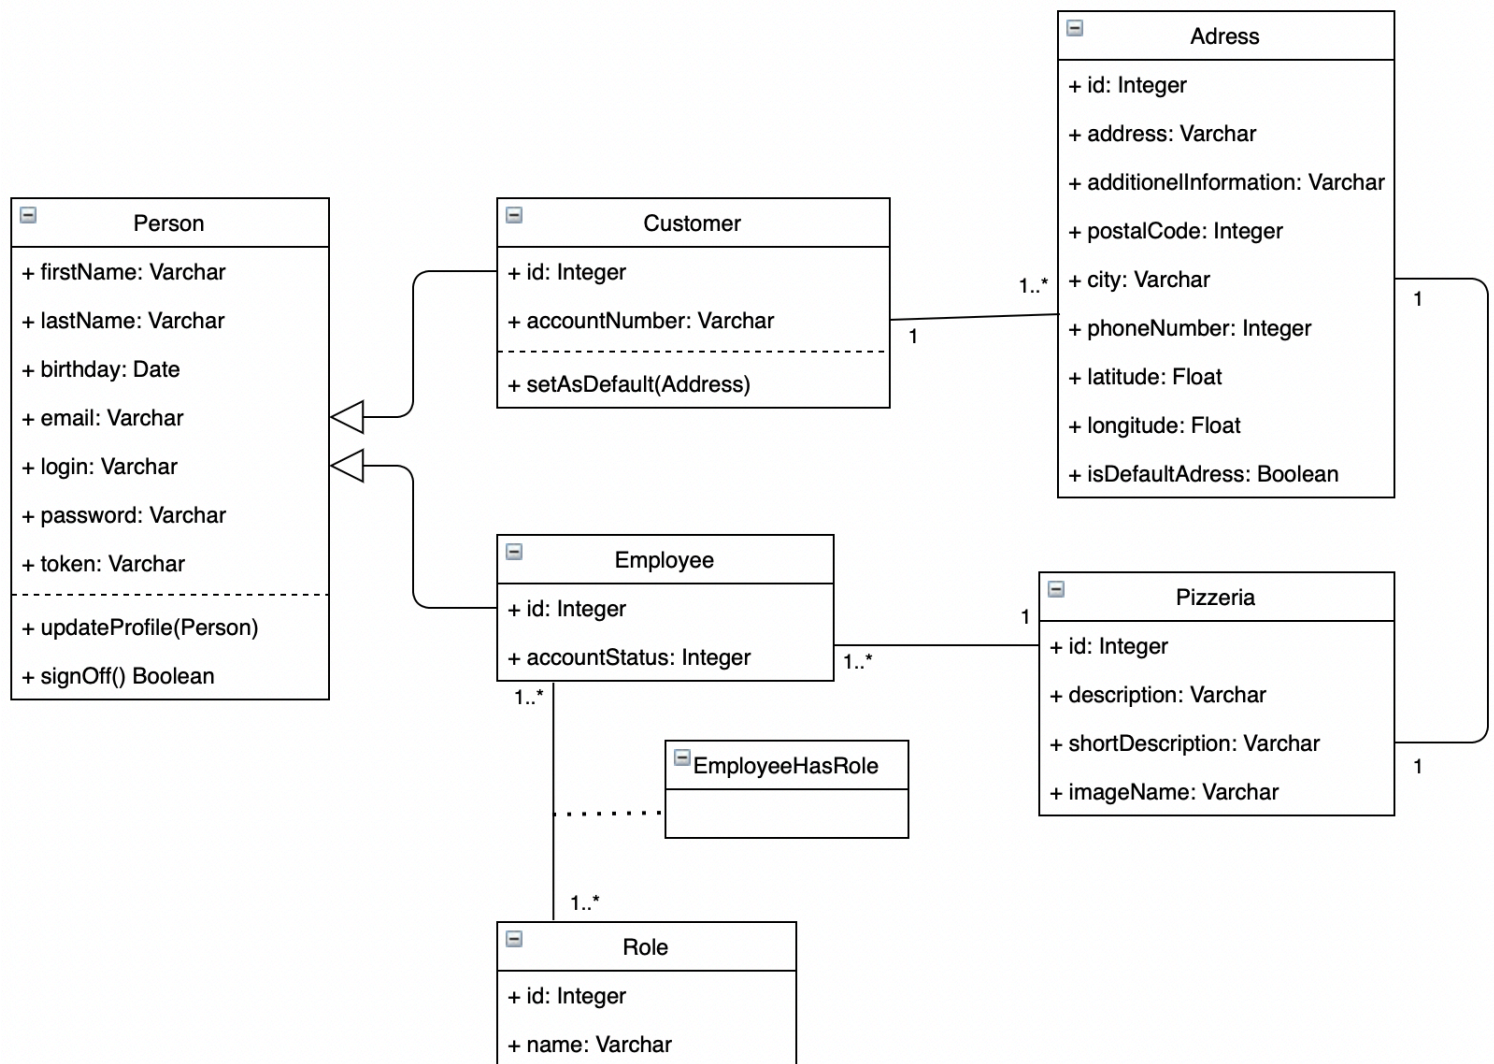 Adress
+ id: Integer
+ address: Varchar
+ additionelInformation: Varchar
+ postalCode: Integer
+ city: Varchar
+ phoneNumber: Integer
+ latitude: Float
+ longitude: Float
+ isDefaultAdress: Boolean
Person
+ firstName: Varchar
+ lastName: Varchar
+ birthday: Date
+ email: Varchar
+ login: Varchar
+ password: Varchar
+ token: Varchar
+ updateProfile(Person)
+ signOff() Boolean
Customer
+ id: Integer
+ accountNumber: Varchar
+ setAsDefault(Address)
1
1..*
1
1
Employee
+ id: Integer
+ accountStatus: Integer
1..*
1
1..*
Pizzeria
+ id: Integer
+ description: Varchar
+ shortDescription: Varchar
+ imageName: Varchar
EmployeeHasRole
1..*
Role
+ id: Integer
+ name: Varchar